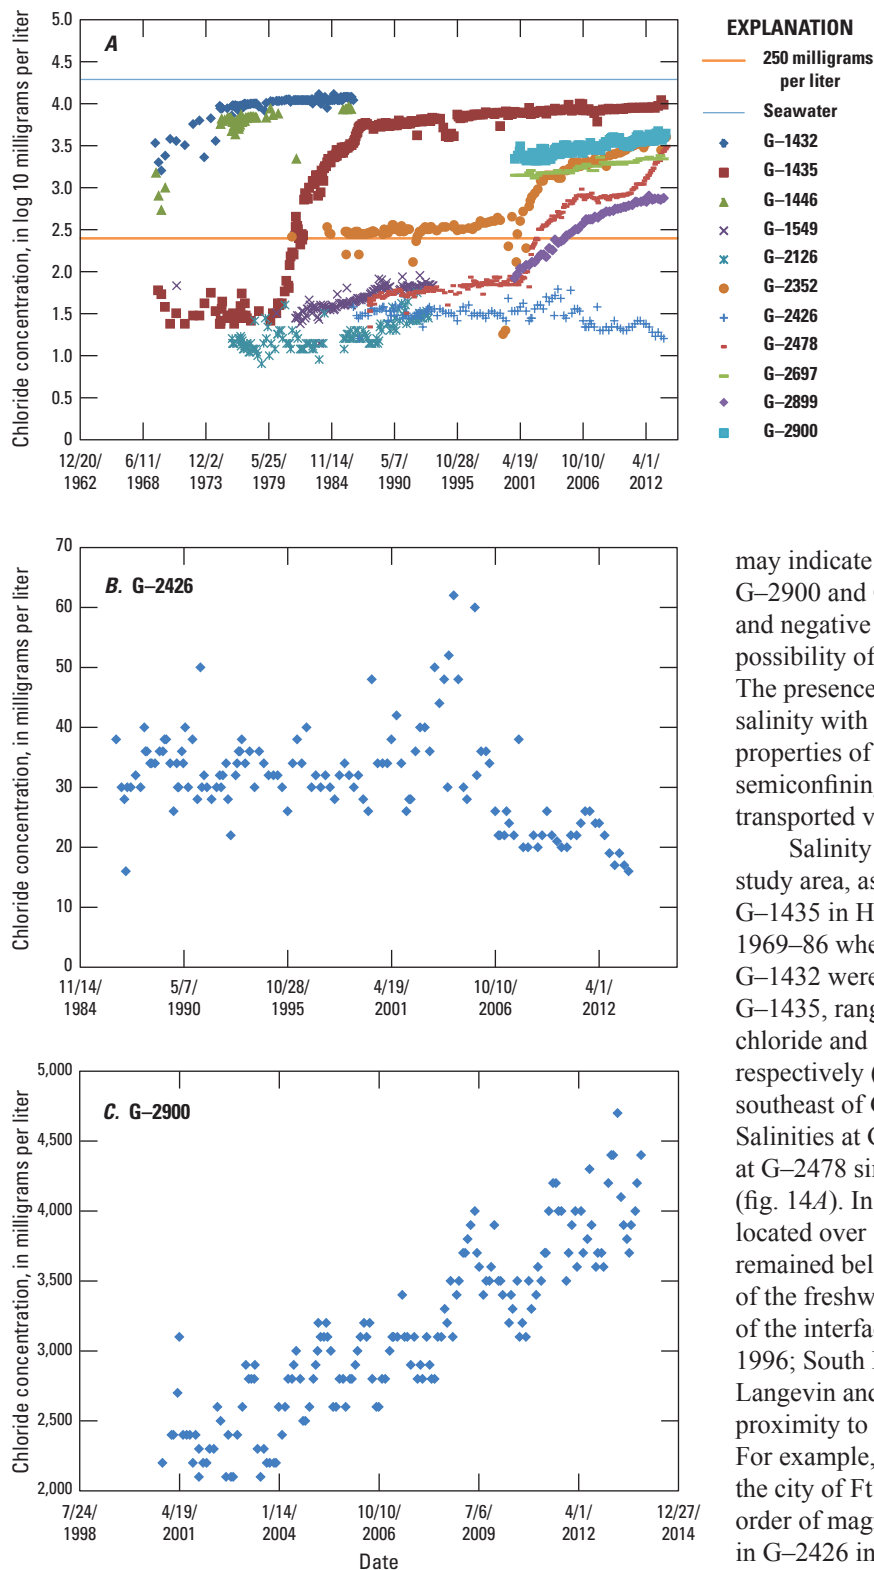 A
Chloride concentration, in log 10 milligrams per liter
5.0
4.5
4.0
3.5
3.0
2.5
2.0
1.5
1.0
0.5
0
12/20/ 6/11/ 12/2/ 5/25/ 11/14/ 5/7/ 10/28/ 4/19/ 10/10/ 4/1/
1962 1968 1973 1979 1984 1990 1995 2001 2006 2012
EXPLANATION
250 milligrams
per liter
Seawater
G–1432
G–1435
G–1446
G–1549
G–2126
G–2352
G–2426
G–2478
G–2697
G–2899
G–2900
B. G–2426
Chloride concentration, in milligrams per liter
70
60
50
40
30
20
10
0
11/14/ 5/7/ 10/28/ 4/19/ 10/10/ 4/1/
1984 1990 1995 2001 2006 2012
C. G–2900
Chloride concentration, in milligrams per liter
5,000
4,500
4,000
3,500
3,000
2,500
2,000
7/24/ 4/19/ 1/14/ 10/10/ 7/6/ 4/1/ 12/27/
1998 2001 2004 2006 2009 2012 2014
Date
may indicate
G–2900 and
and negative
possibility of
The presence
salinity with
properties of
semiconfining
transported v
Salinity
study area, as
G–1435 in H
1969–86 whe
G–1432 were
G–1435, rang
chloride and
respectively (
southeast of
Salinities at
at G–2478 sin
(fig. 14A). In
located over
remained bel
of the freshw
of the interfa
1996; South
Langevin and
proximity to
For example,
the city of Ft
order of magn
in G–2426 in